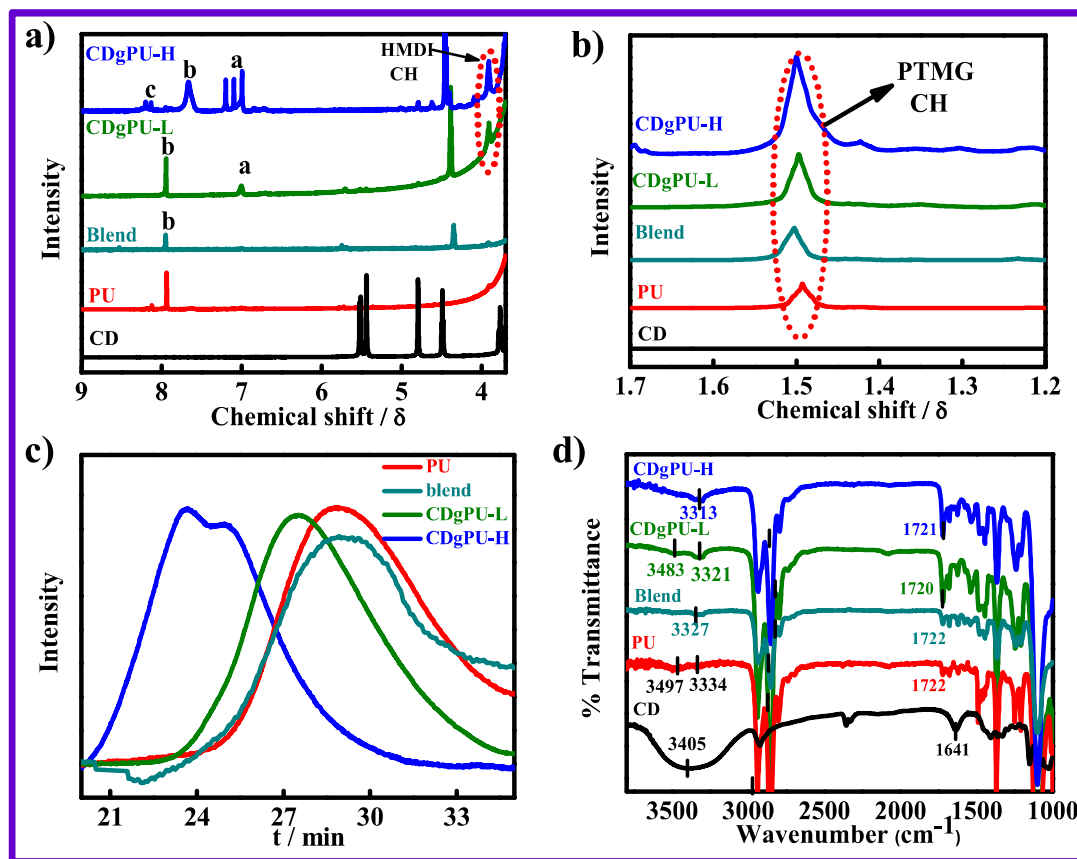 a)
CDgPU-H
c
b
a
HMDI
CH
CDgPU-L
b
a
Blend
b
PU
CD
Intensity
9 8 7 6 5 4
Chemical shift / δ
b)
PTMG
CH
CDgPU-H
CDgPU-L
Blend
PU
CD
Intensity
1.7 1.6 1.5 1.4 1.3 1.2
Chemical shift / δ
c)
PU
blend
CDgPU-L
CDgPU-H
Intensity
21 24 27 30 33
t / min
d)
CDgPU-H
3313
1721
CDgPU-L
3483 3321
1720
Blend
3327
1722
PU
3497 3334
1722
CD
3405
1641
% Transmittance
3500 3000 2500 2000 1500 1000
Wavenumber (cm-1)